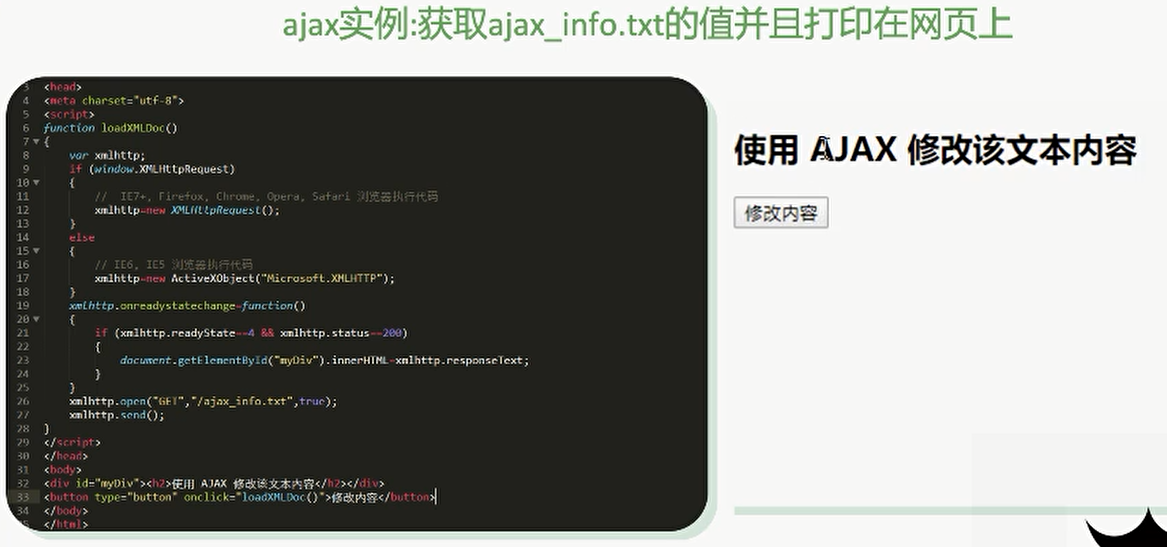 ajax实例:获取ajax_info.txt的值并且打印在网页上
3 <head>
4 <meta charset="utf-8">
5 <script>
6 function loadXMLDoc()
7 {
8 var xmlhttp;
9 if (window.XMLHttpRequest)
10 {
11 // IE7+, Firefox, Chrome, Opera, Safari 浏览器执行代码
12 xmlhttp=new XMLHttpRequest();
13 }
14 else
15 {
16 // IE6, IE5 浏览器执行代码
17 xmlhttp=new ActiveXObject("Microsoft.XMLHTTP");
18 }
19 xmlhttp.onreadystatechange=function()
20 {
21 if (xmlhttp.readyState==4 && xmlhttp.status==200)
22 {
23 document.getElementById("myDiv").innerHTML=xmlhttp.responseText;
24 }
25 }
26 xmlhttp.open("GET","/ajax_info.txt",true);
27 xmlhttp.send();
28 }
29 </script>
30 </head>
31 <body>
32 <div id="myDiv"><h2>使用 AJAX 修改该文本内容</h2></div>
33 <button type="button" onclick="loadXMLDoc()">修改内容</button>
34 </body>
35 </html>
使用 AJAX 修改该文本内容
修改内容